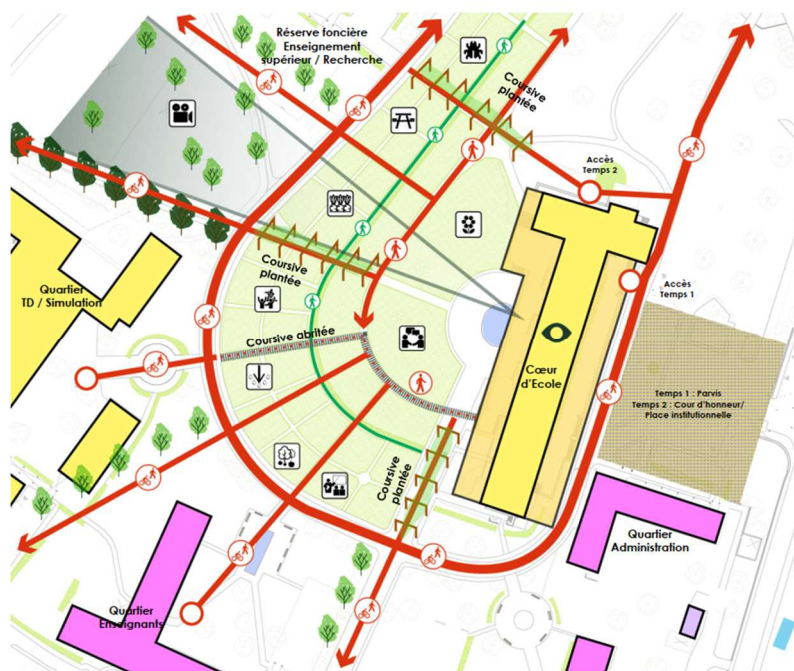 Réserve foncière
Enseignement
supérieur / Recherche
Coursive
plantée
Accès
Temps 2
Quartier
TD / Simulation
Coursive
plantée
Accès
Temps 1
Coursive abritée
Cœur
d'Ecole
Temps 1 : Parvis
Temps 2 : Cour d'honneur/
Place institutionnelle
Coursive
plantée
Quartier
Administration
Quartier
Enseignants